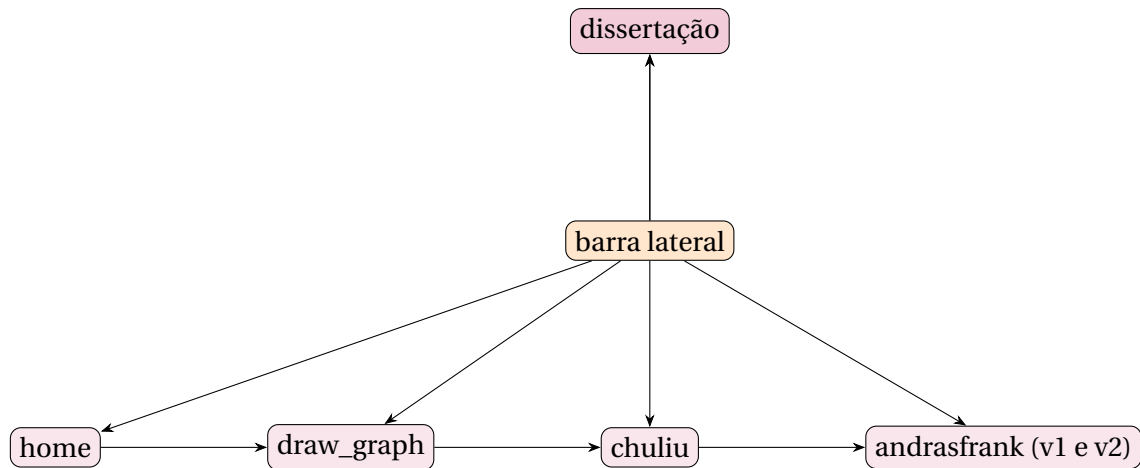 dissertação
barra lateral
home
draw_graph
chuliu
andrasfrank (v1 e v2)